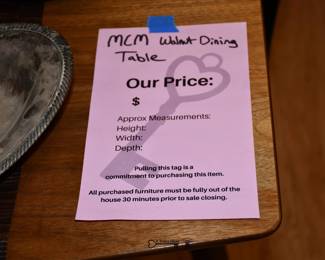 MCM Walnut Dining
Table
Our Price:
$
Approx Measurements:
Height:
Width:
Depth:
Pulling this tag is a
commitment to purchasing this item.
All purchased furniture must be fully out of the
house 30 minutes prior to sale closing.